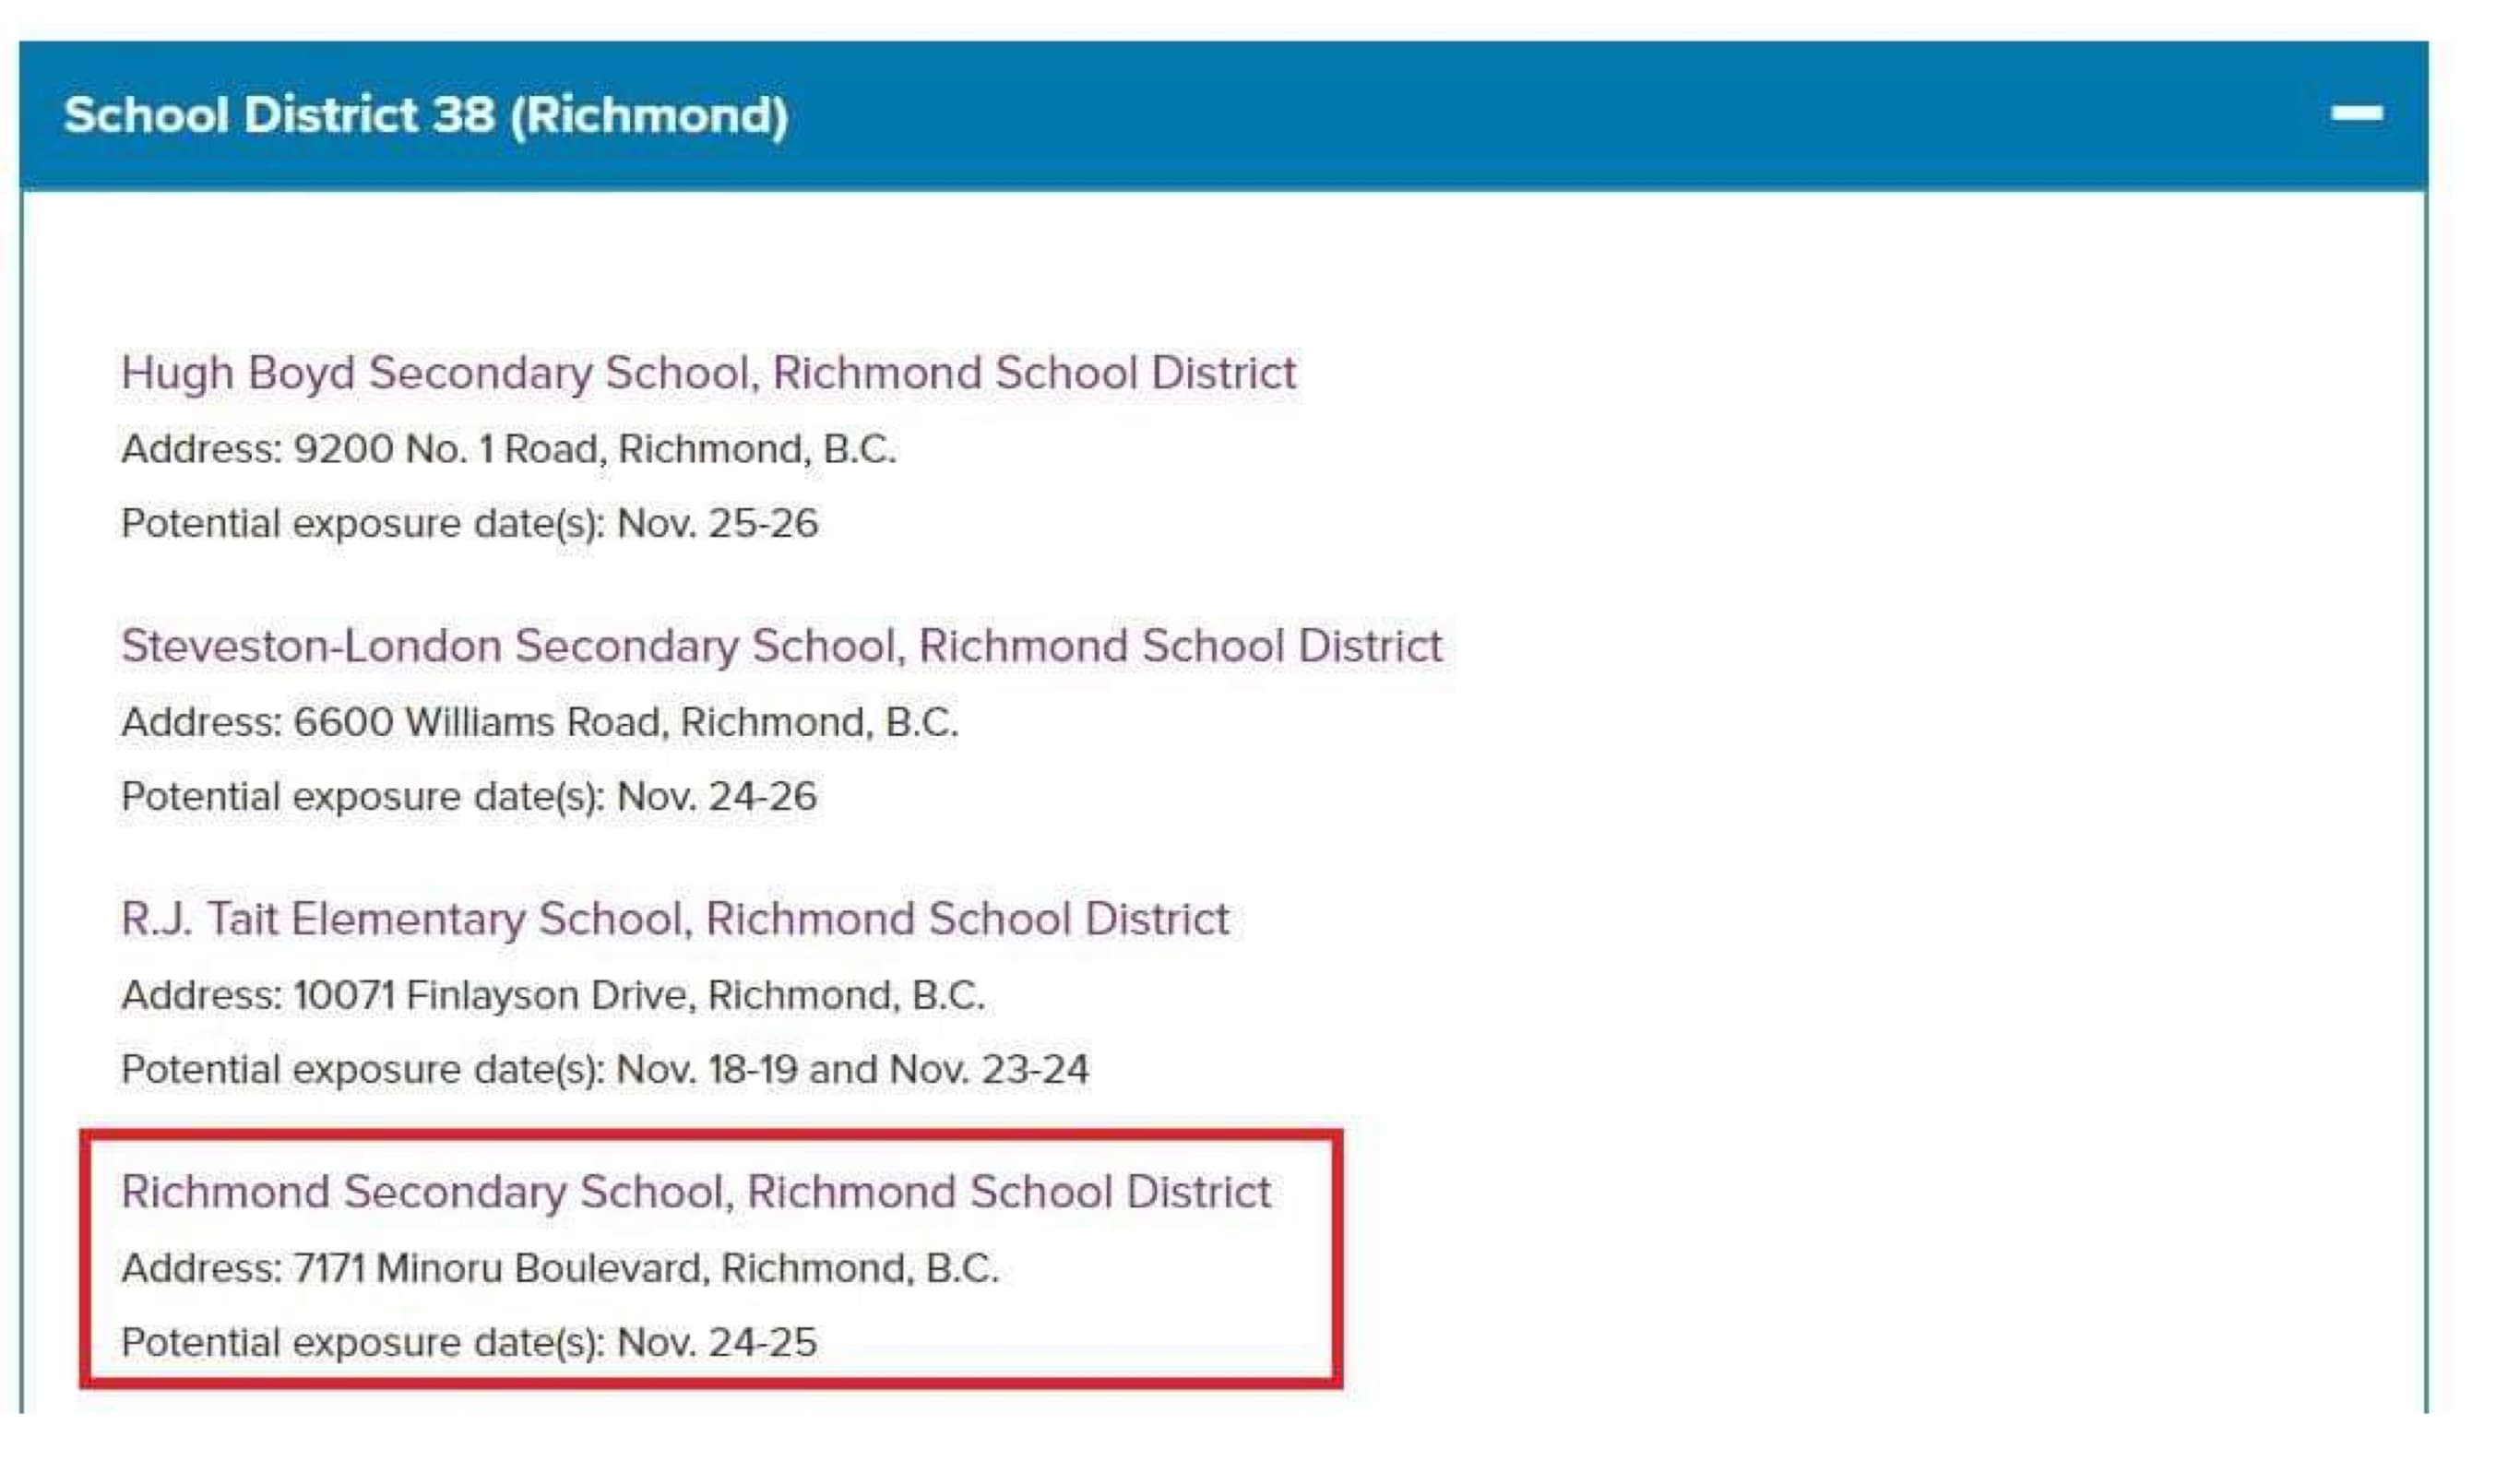 School District 38 (Richmond)
Hugh Boyd Secondary School, Richmond School District
Address: 9200 No. 1 Road, Richmond, B.C.
Potential exposure date(s): Nov. 25-26
Steveston-London Secondary School, Richmond School District
Address: 6600 Williams Road, Richmond, B.C.
Potential exposure date(s): Nov. 24-26
R.J. Tait Elementary School, Richmond School District
Address: 10071 Finlayson Drive, Richmond, B.C.
Potential exposure date(s): Nov. 18-19 and Nov. 23-24
Richmond Secondary School, Richmond School District
Address: 7171 Minoru Boulevard, Richmond, B.C.
Potential exposure date(s): Nov. 24-25